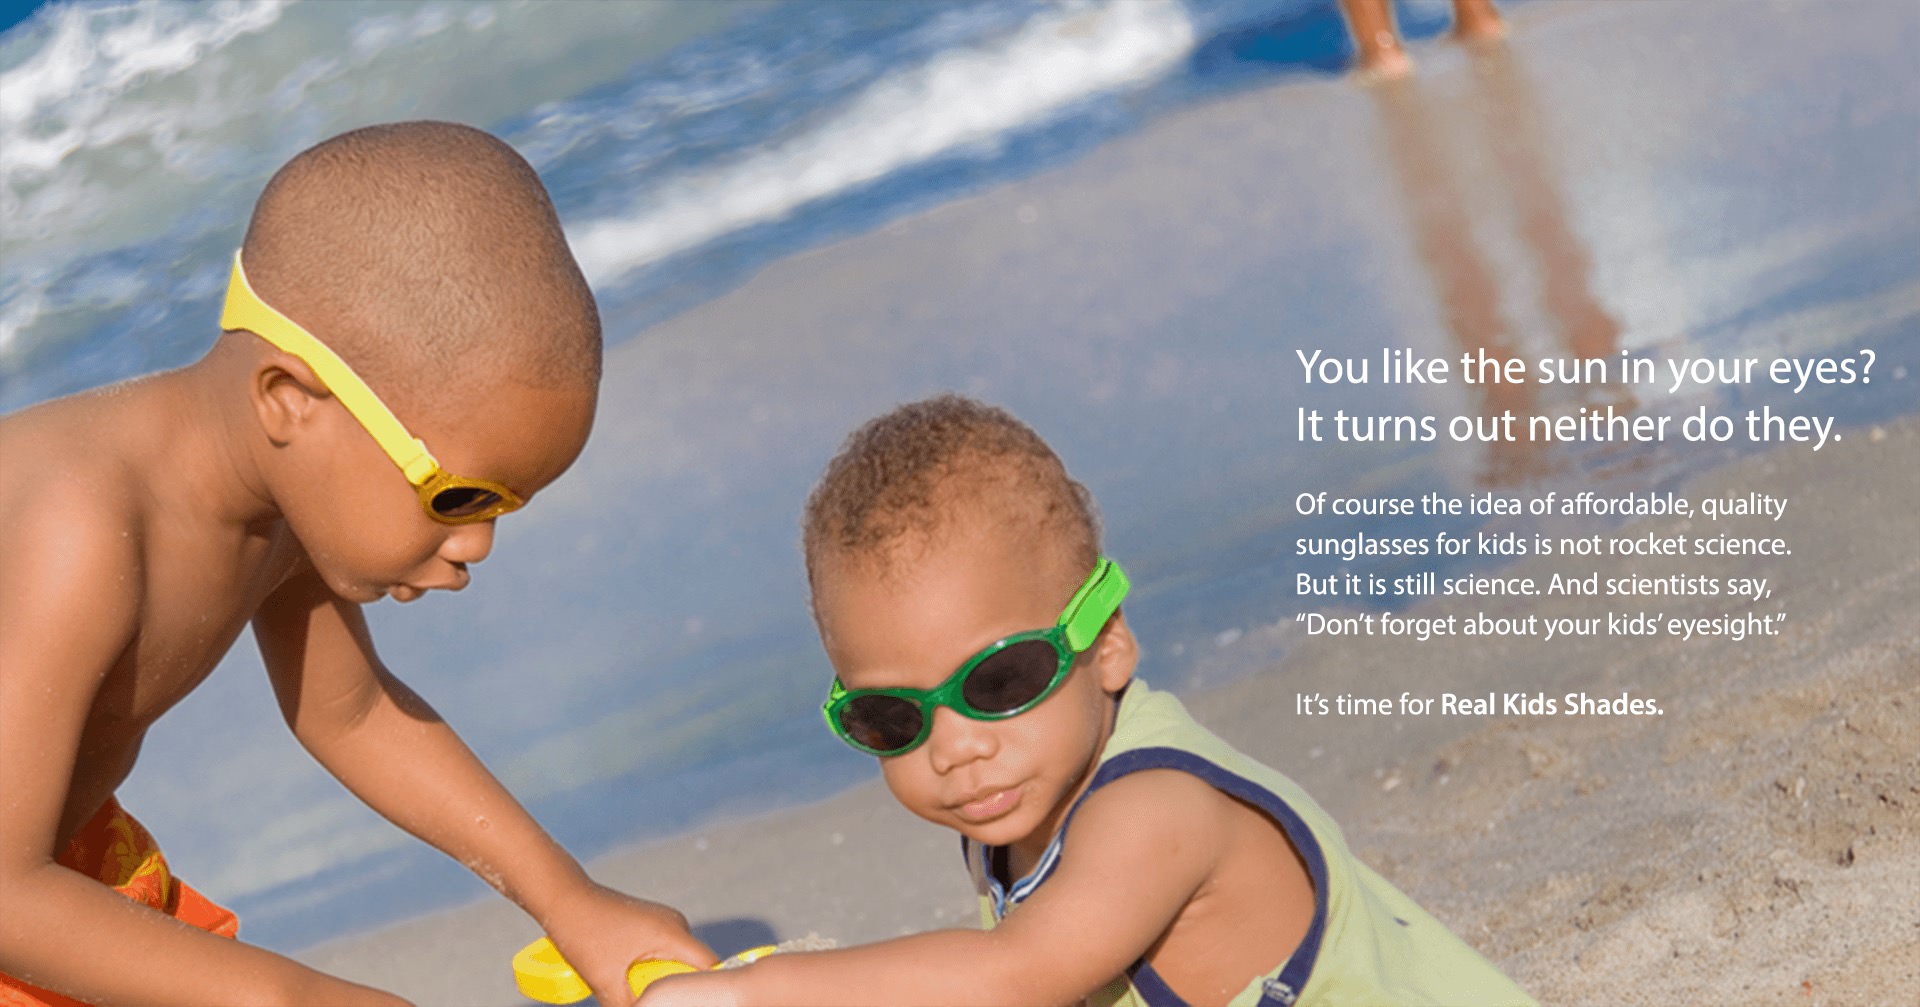 You like the sun in your eyes?
It turns out neither do they.
Of course the idea of affordable, quality
sunglasses for kids is not rocket science.
But it is still science. And scientists say,
“Don’t forget about your kids’ eyesight.”
It’s time for Real Kids Shades.